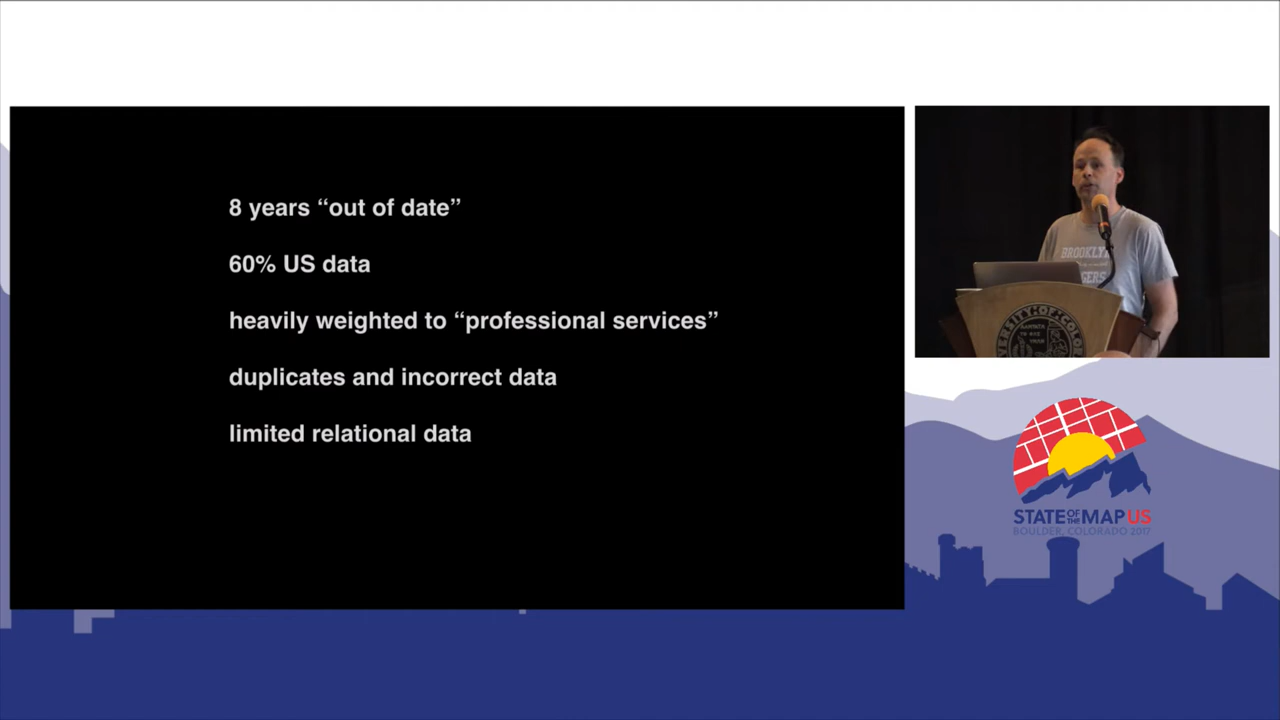 8 years “out of date”
60% US data
heavily weighted to “professional services”
duplicates and incorrect data
limited relational data
BROOKLYN
STATE OF THE MAP US
BOULDER, COLORADO 2017